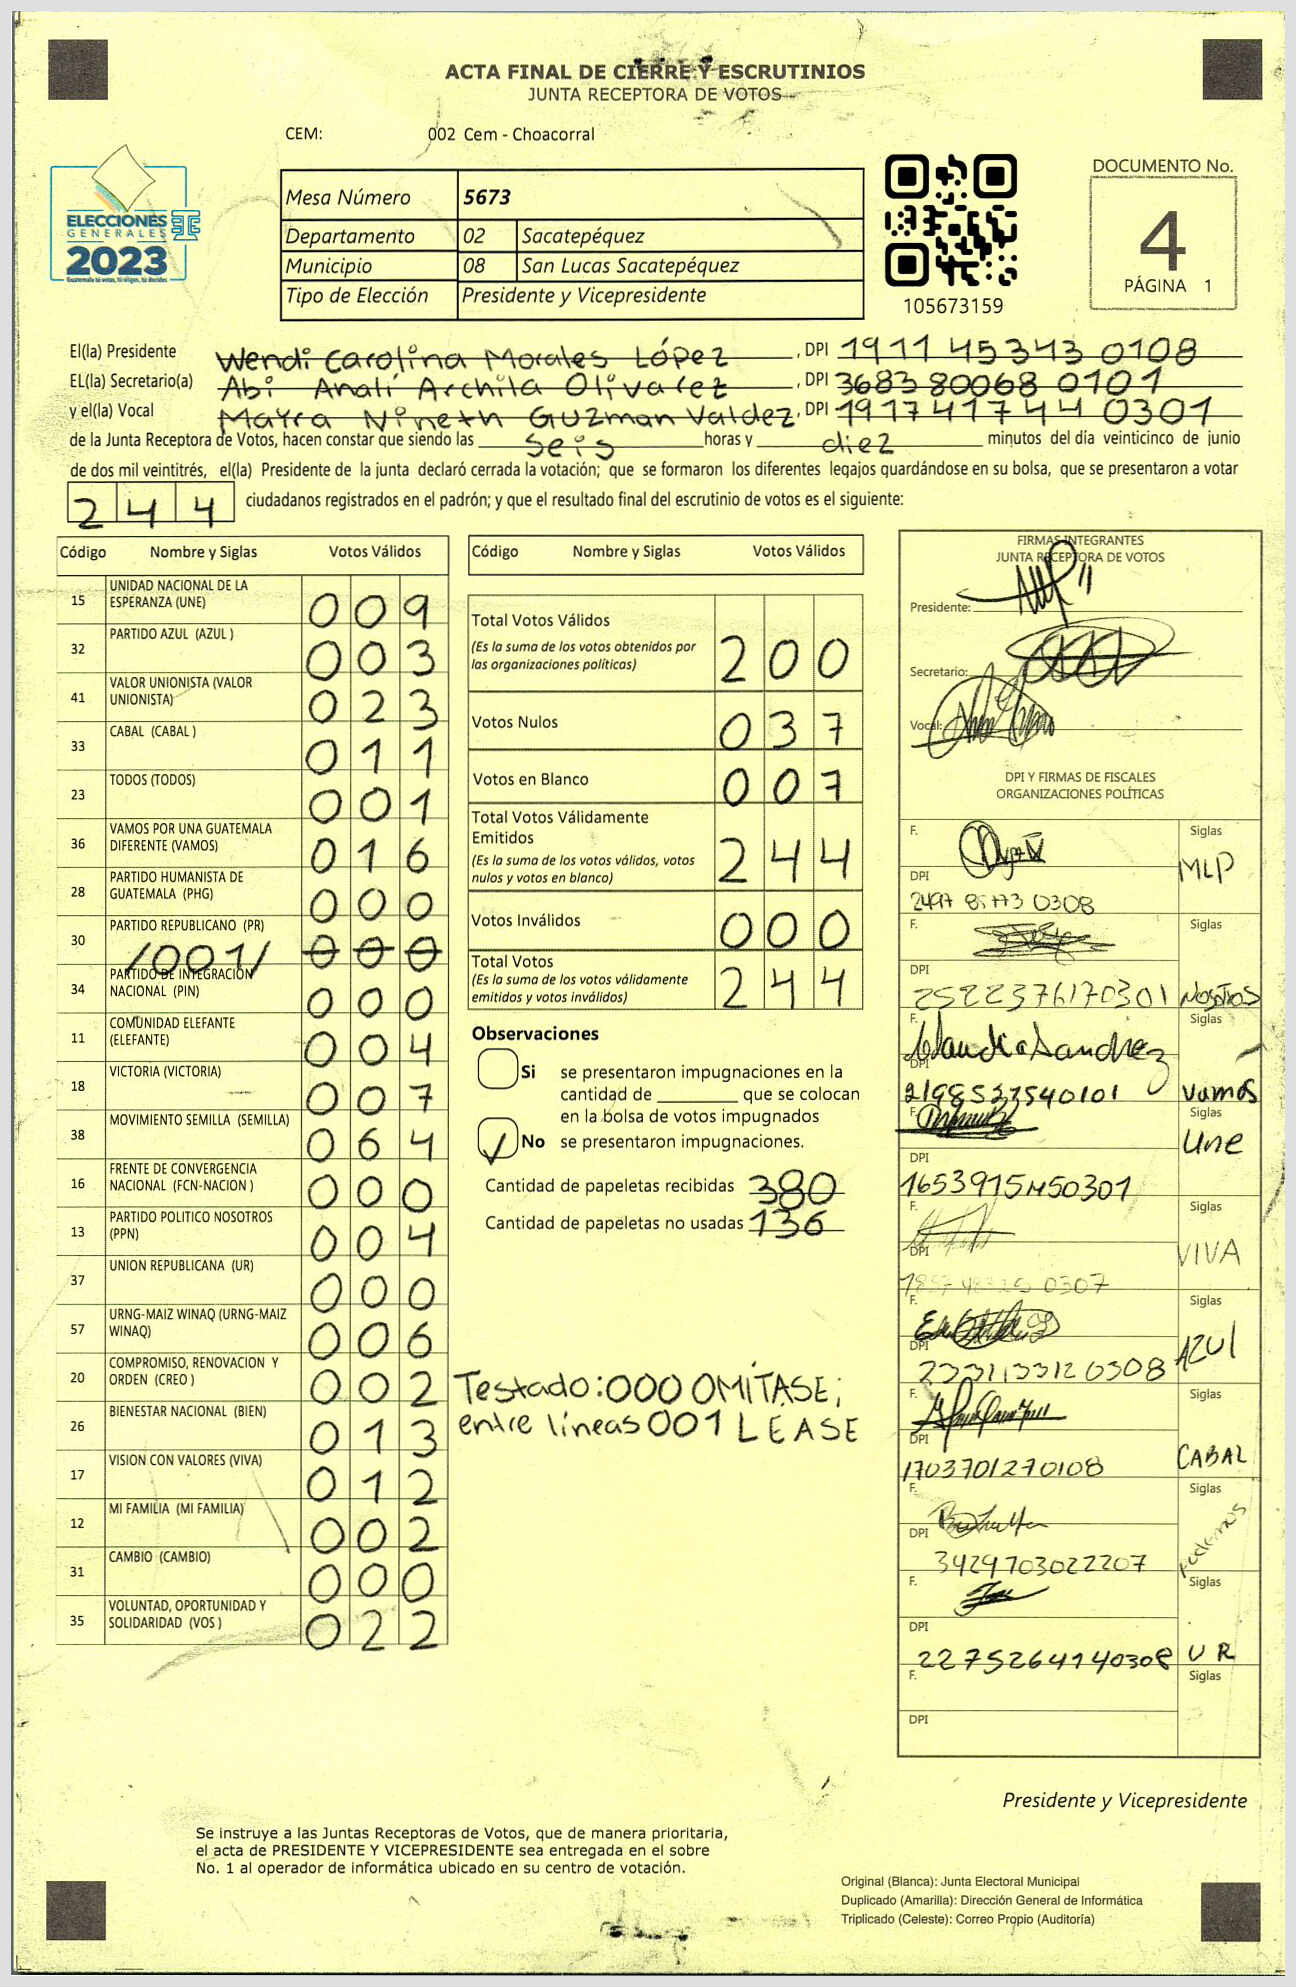 ACTA FINAL DE CIERRE Y ESCRUTINIOS
JUNTA RECEPTORA DE VOTOS
CEM: 002 Cem - Choacorral
ELECCIONES
GENERALES
2023
Guatemala tú votas, tú eliges, tú decides
Mesa Número 5673
Departamento 02 Sacatepéquez
Municipio 08 San Lucas Sacatepéquez
Tipo de Elección Presidente y Vicepresidente
105673159
DOCUMENTO No.
4
PÁGINA 1
El(la) Presidente Wendi Carolina Morales López, DPI 1911 45343 0108
EL(la) Secretario(a) Abi Analí Archila Olivarez, DPI 3683 80068 0101
y el(la) Vocal Mayra Nineth Guzman Valdez, DPI 1917 41744 0301
de la Junta Receptora de Votos, hacen constar que siendo las seis horas y diez minutos del día veinticinco de junio
de dos mil veintitrés, el(la) Presidente de la junta declaró cerrada la votación; que se formaron los diferentes legajos guardándose en su bolsa, que se presentaron a votar
244 ciudadanos registrados en el padrón; y que el resultado final del escrutinio de votos es el siguiente:
Código Nombre y Siglas Votos Válidos
15 UNIDAD NACIONAL DE LA ESPERANZA (UNE) 009
32 PARTIDO AZUL (AZUL ) 003
41 VALOR UNIONISTA (VALOR UNIONISTA) 023
33 CABAL (CABAL ) 011
23 TODOS (TODOS) 001
36 VAMOS POR UNA GUATEMALA DIFERENTE (VAMOS) 016
28 PARTIDO HUMANISTA DE GUATEMALA (PHG) 000
30 PARTIDO REPUBLICANO (PR) /001/ 000
34 PARTIDO DE INTEGRACIÓN NACIONAL (PIN) 000
11 COMUNIDAD ELEFANTE (ELEFANTE) 004
18 VICTORIA (VICTORIA) 007
38 MOVIMIENTO SEMILLA (SEMILLA) 064
16 FRENTE DE CONVERGENCIA NACIONAL (FCN-NACION ) 000
13 PARTIDO POLITICO NOSOTROS (PPN) 004
37 UNION REPUBLICANA (UR) 000
57 URNG-MAIZ WINAQ (URNG-MAIZ WINAQ) 006
20 COMPROMISO, RENOVACION Y ORDEN (CREO ) 002
26 BIENESTAR NACIONAL (BIEN) 013
17 VISION CON VALORES (VIVA) 012
12 MI FAMILIA (MI FAMILIA) 002
31 CAMBIO (CAMBIO) 000
35 VOLUNTAD, OPORTUNIDAD Y SOLIDARIDAD (VOS ) 022
Código Nombre y Siglas Votos Válidos
Total Votos Válidos 200
(Es la suma de los votos obtenidos por
las organizaciones políticas)
Votos Nulos 037
Votos en Blanco 007
Total Votos Válidamente
Emitidos 244
(Es la suma de los votos válidos, votos
nulos y votos en blanco)
Votos Inválidos 000
Total Votos 244
(Es la suma de los votos válidamente
emitidos y votos inválidos)
Observaciones
Si se presentaron impugnaciones en la
cantidad de ________ que se colocan
en la bolsa de votos impugnados
✓ No se presentaron impugnaciones.
Cantidad de papeletas recibidas 380
Cantidad de papeletas no usadas 136
Testado: 000 OMITASE;
entre líneas 001 LEASE
FIRMAS INTEGRANTES
JUNTA RECEPTORA DE VOTOS
Presidente:
Secretario:
Vocal:
DPI Y FIRMAS DE FISCALES
ORGANIZACIONES POLÍTICAS
F. Siglas
MLP
DPI
0308
F. Siglas
DPI
2522376170301 NOSOTROS
F. Siglas
Claudia Sanchez
DPI
2198537540101 Vamos
F. Siglas
Une
DPI
F. Siglas
DPI VIVA
0307
F. Siglas
DPI AZUL
2331133120308
F. Siglas
DPI
1703701270108 CABAL
F. Siglas
DPI
3429703022207 Podemos
F. Siglas
DPI
2275264140308 UR
F. Siglas
DPI
Presidente y Vicepresidente
Se instruye a las Juntas Receptoras de Votos, que de manera prioritaria,
el acta de PRESIDENTE Y VICEPRESIDENTE sea entregada en el sobre
No. 1 al operador de informática ubicado en su centro de votación.
Original (Blanca): Junta Electoral Municipal
Duplicado (Amarilla): Dirección General de Informática
Triplicado (Celeste): Correo Propio (Auditoría)